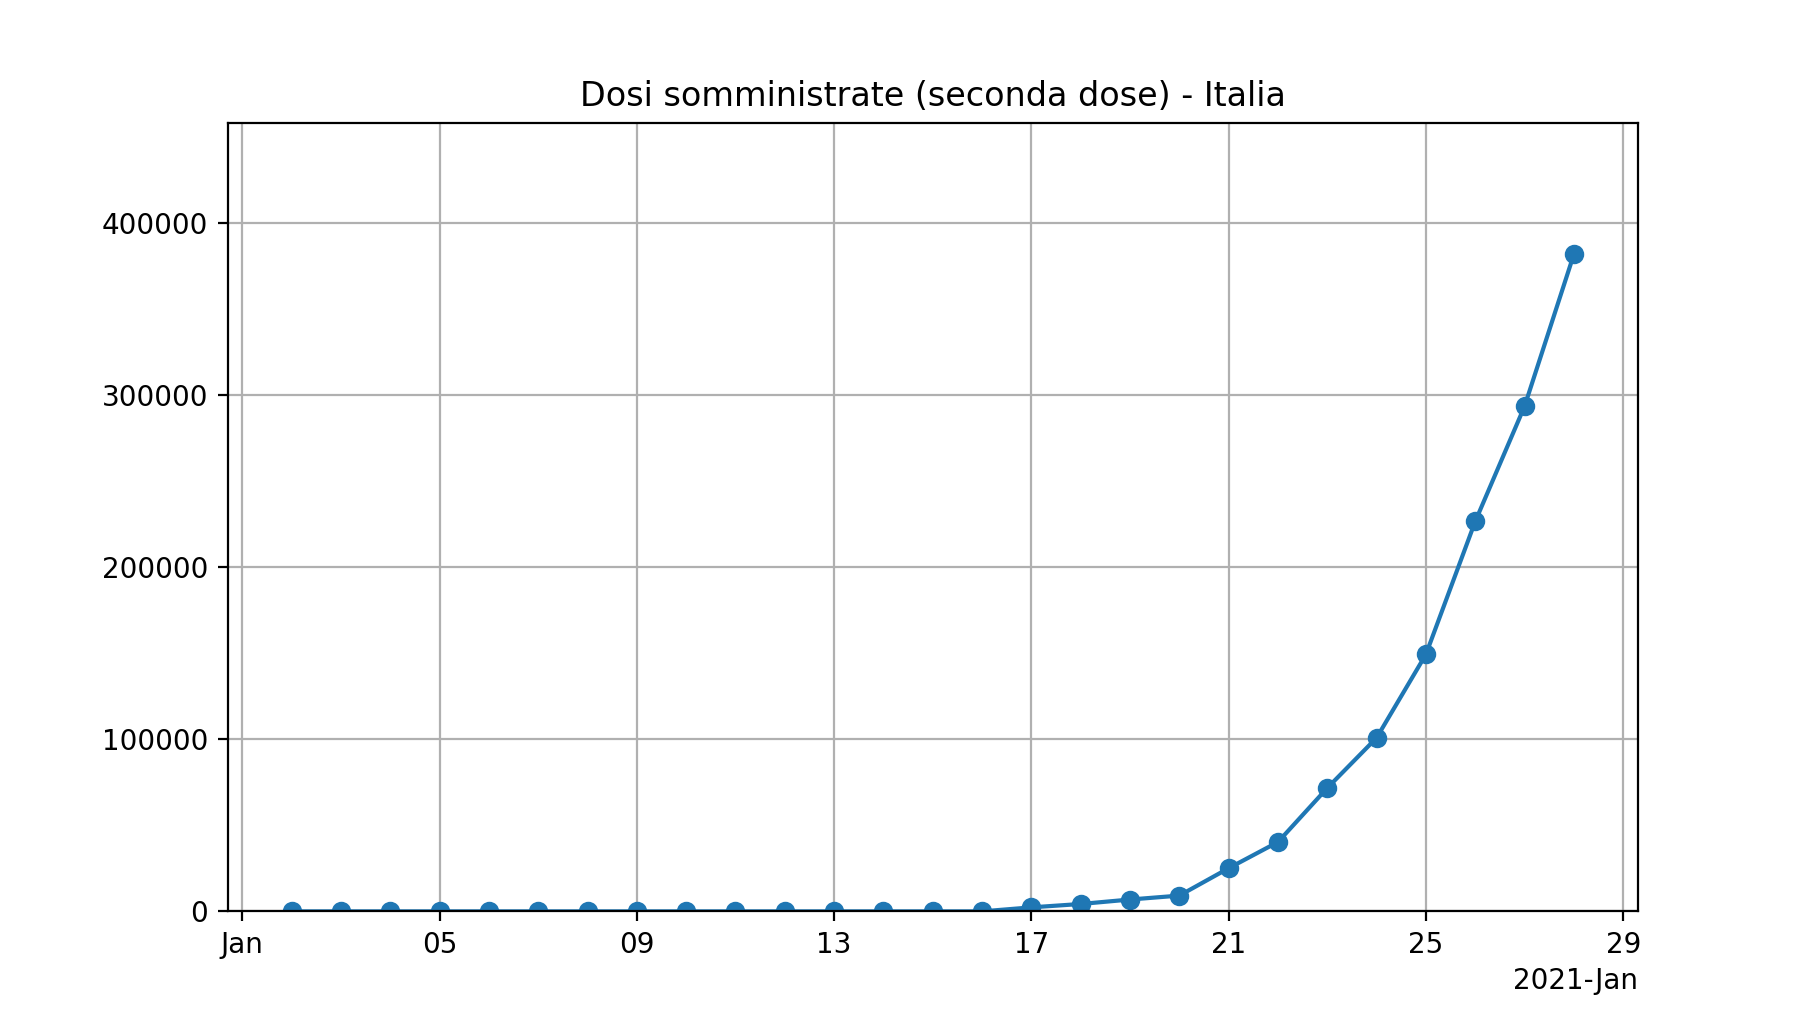 Dosi somministrate (seconda dose) - Italia
400000
300000
200000
100000
0
Jan 05 09 13 17 21 25 29
2021-Jan